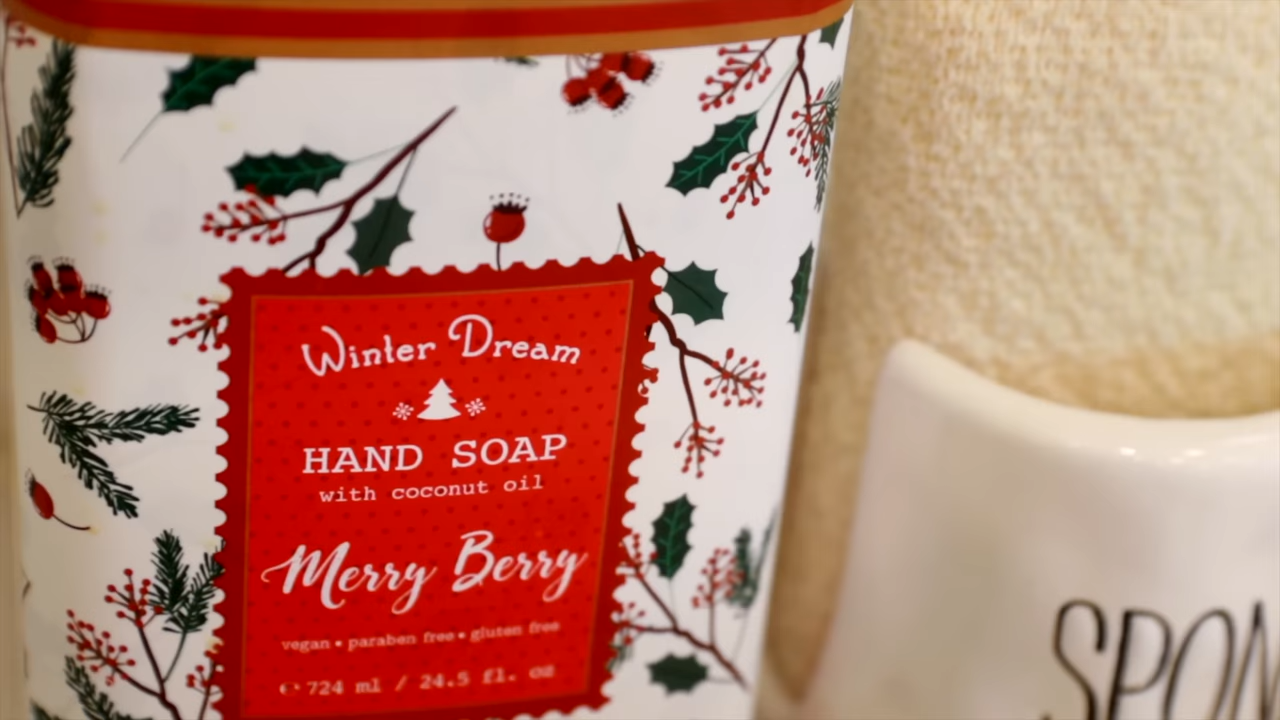 Winter Dream
HAND SOAP
with coconut oil
Merry Berry
vegan • paraben free • gluten free
℮ 724 ml / 24.5 fl. oz
SPON